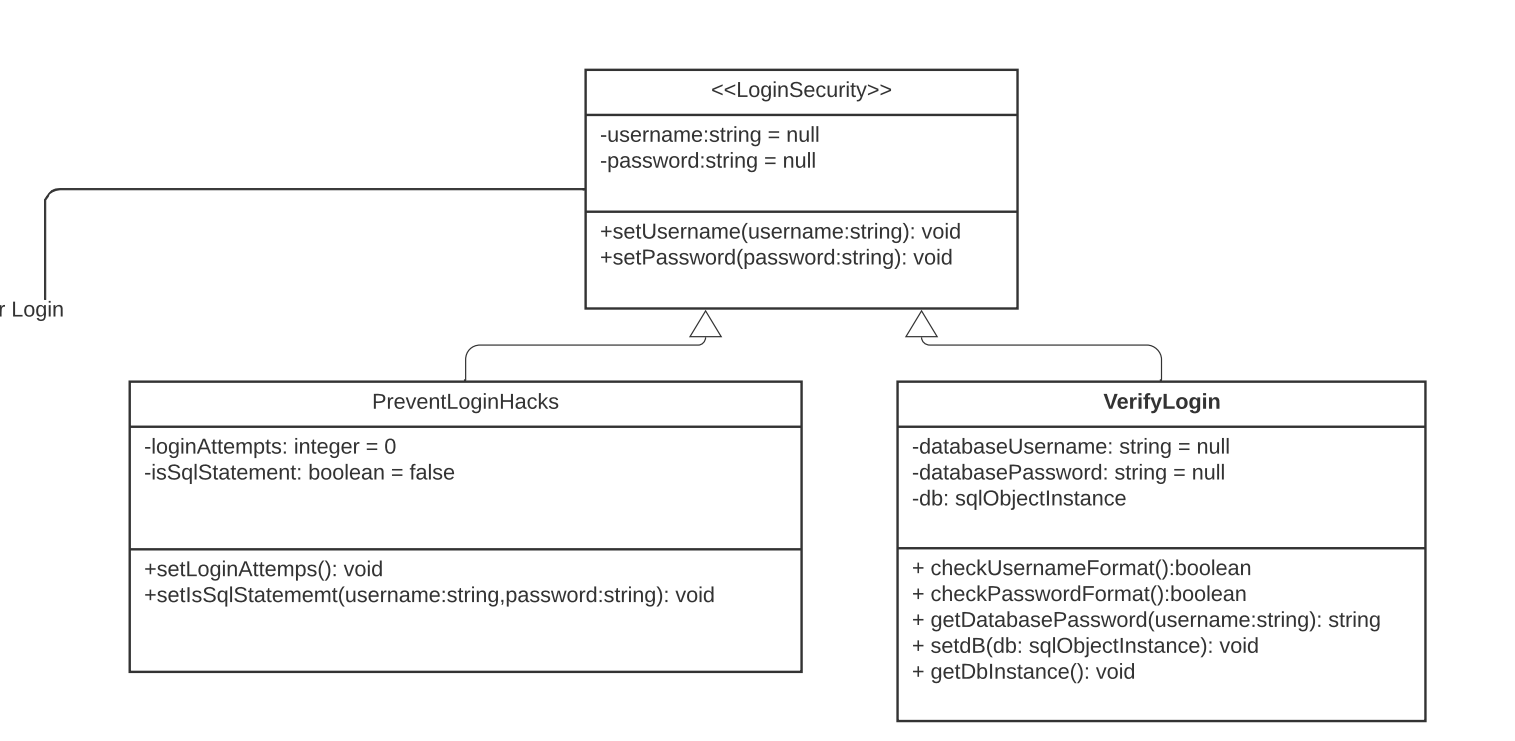 <<LoginSecurity>>
-username:string = null
-password:string = null
+setUsername(username:string): void
+setPassword(password:string): void
r Login
PreventLoginHacks
-loginAttempts: integer = 0
-isSqlStatement: boolean = false
+setLoginAttemps(): void
+setIsSqlStatememt(username:string,password:string): void
VerifyLogin
-databaseUsername: string = null
-databasePassword: string = null
-db: sqlObjectInstance
+ checkUsernameFormat():boolean
+ checkPasswordFormat():boolean
+ getDatabasePassword(username:string): string
+ setdB(db: sqlObjectInstance): void
+ getDbInstance(): void